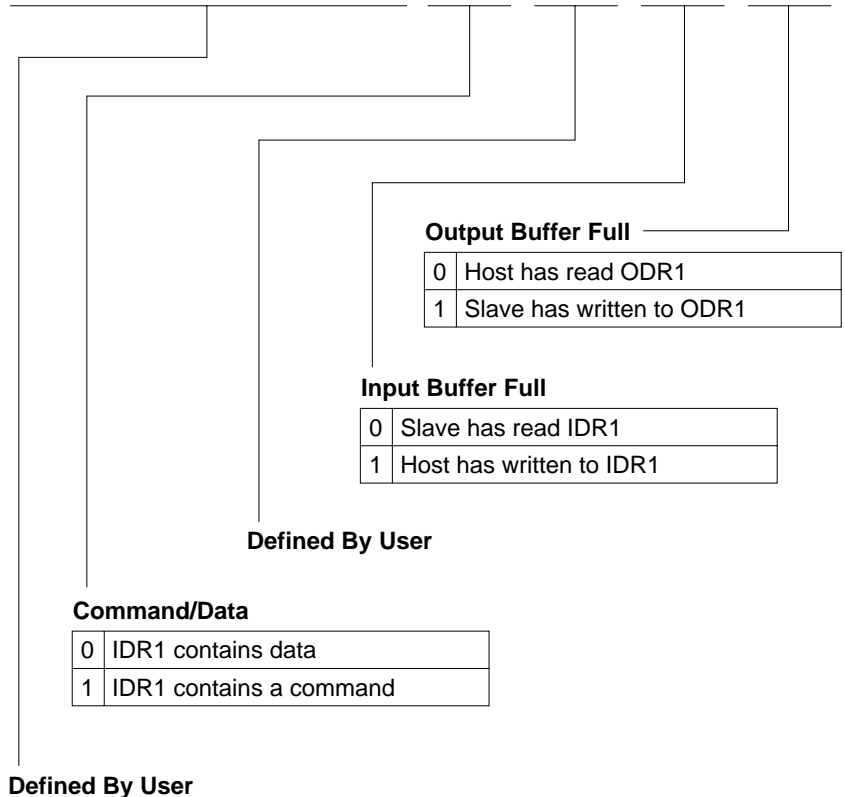 Output Buffer Full
0 Host has read ODR1
1 Slave has written to ODR1
Input Buffer Full
0 Slave has read IDR1
1 Host has written to IDR1
Defined By User
Command/Data
0 IDR1 contains data
1 IDR1 contains a command
Defined By User